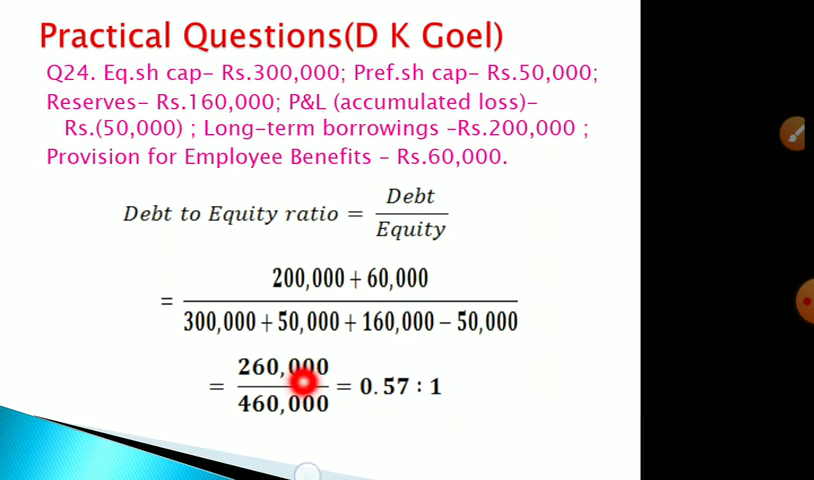 Practical Questions(D K Goel)
Q24. Eq.sh cap- Rs.300,000; Pref.sh cap- Rs.50,000;
Reserves- Rs.160,000; P&L (accumulated loss)-
Rs.(50,000) ; Long-term borrowings -Rs.200,000 ;
Provision for Employee Benefits - Rs.60,000.
Debt to Equity ratio = Debt / Equity
= 200,000 + 60,000 / 300,000 + 50,000 + 160,000 − 50,000
= 260,000 / 460,000 = 0.57 : 1